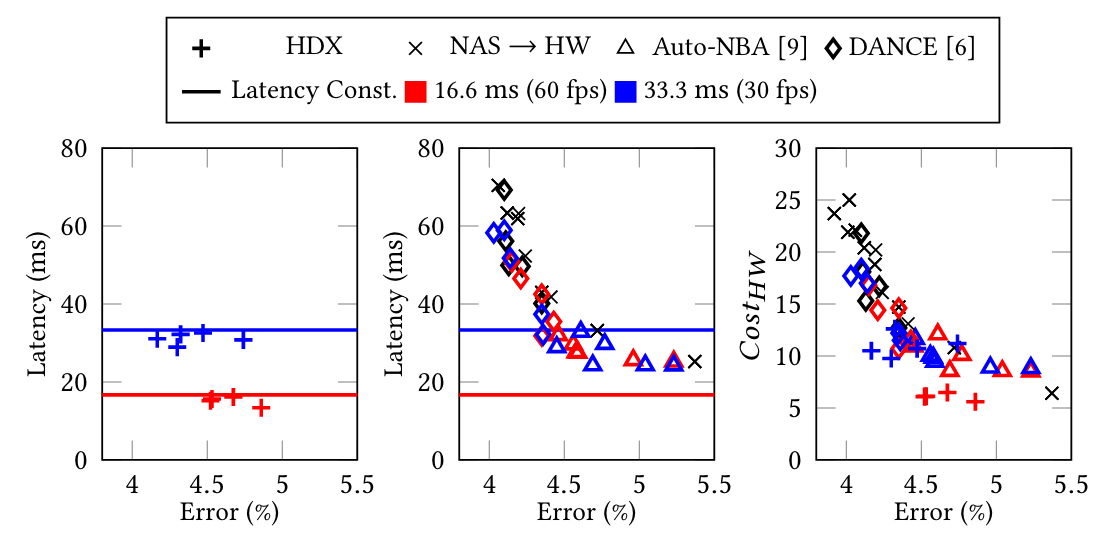 HDX NAS → HW Auto-NBA [9] DANCE [6]
Latency Const. 16.6 ms (60 fps) 33.3 ms (30 fps)
Latency (ms)
80
60
40
20
0
4 4.5 5 5.5
Error (%)
Latency (ms)
80
60
40
20
0
4 4.5 5 5.5
Error (%)
Cost_HW
30
25
20
15
10
5
0
4 4.5 5 5.5
Error (%)